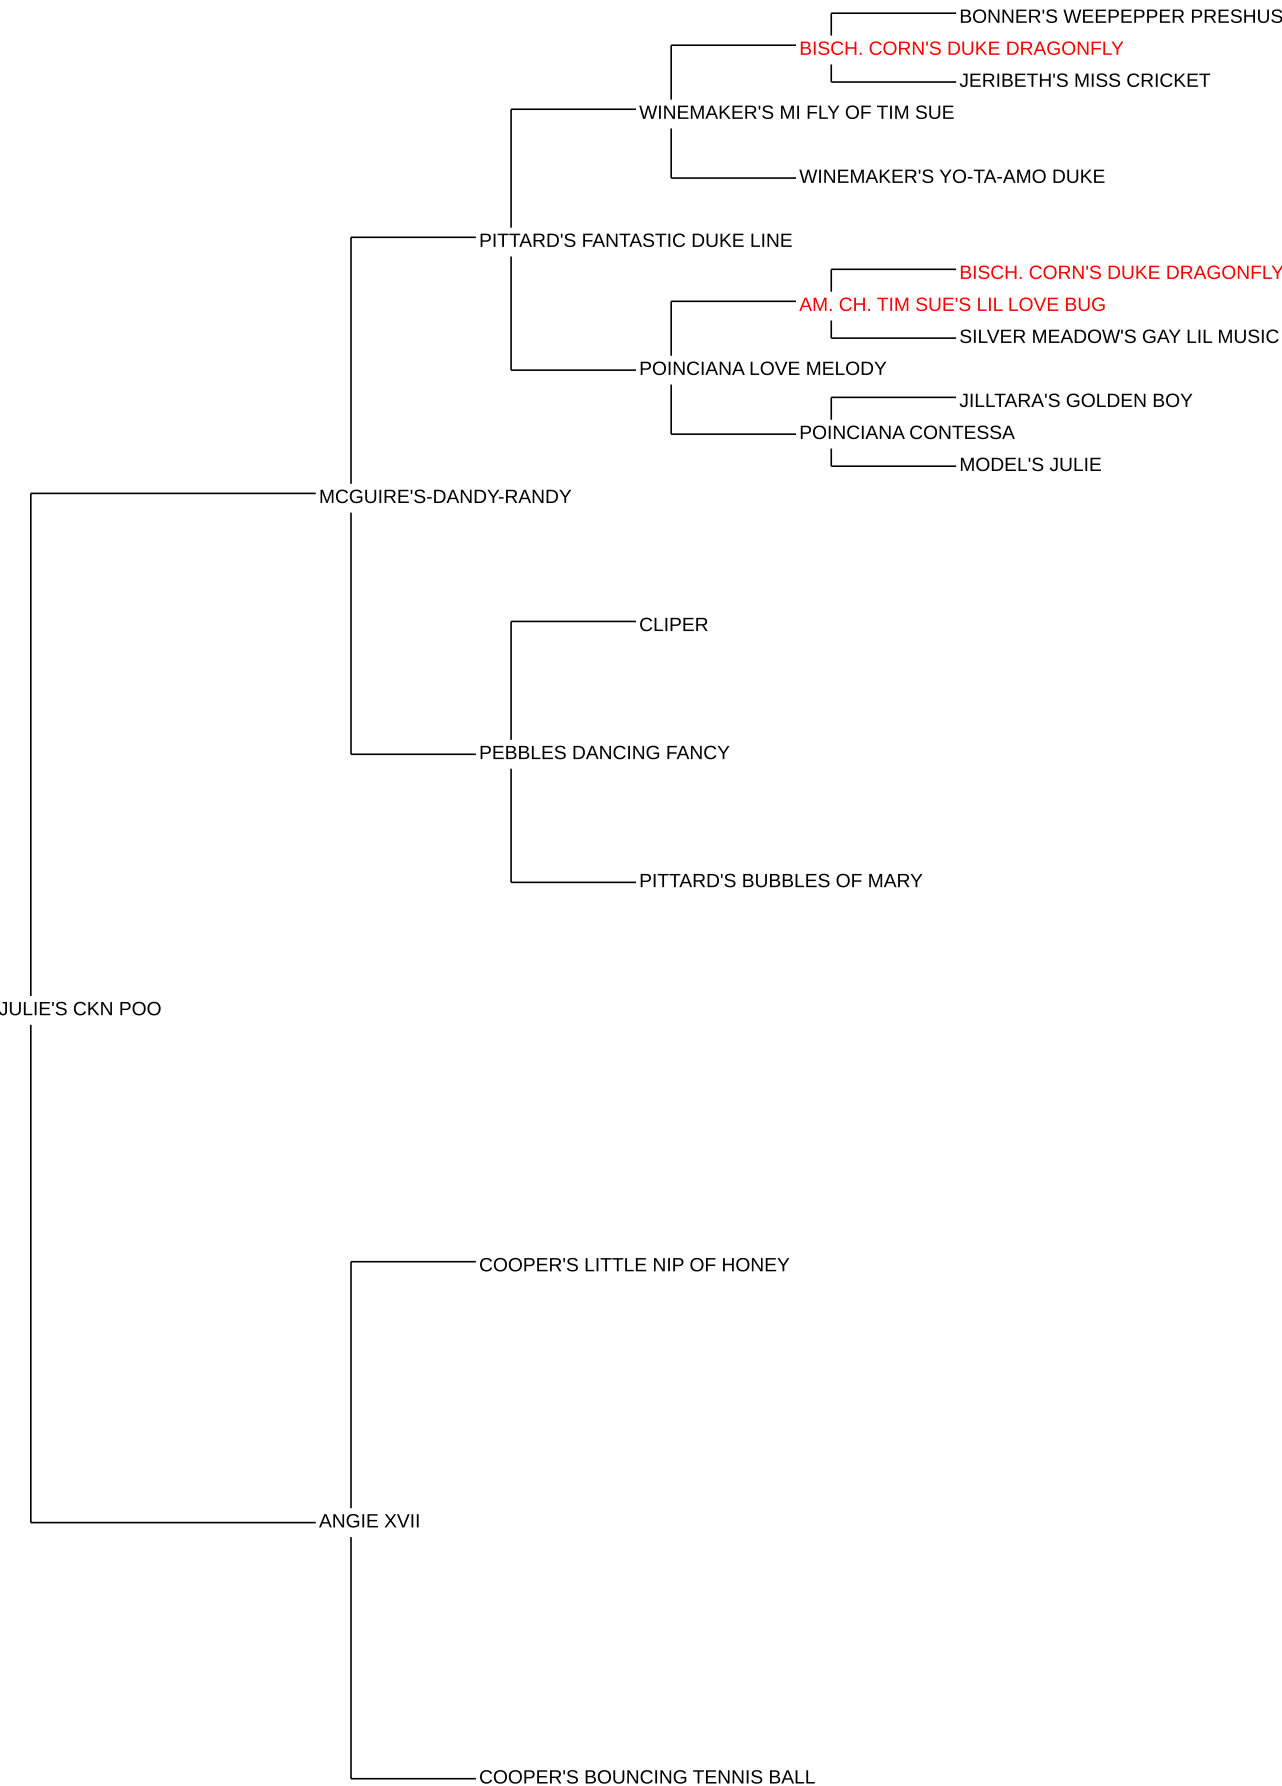 BONNER'S WEEPEPPER PRESHUS
BISCH. CORN'S DUKE DRAGONFLY
JERIBETH'S MISS CRICKET
WINEMAKER'S MI FLY OF TIM SUE
WINEMAKER'S YO-TA-AMO DUKE
PITTARD'S FANTASTIC DUKE LINE
BISCH. CORN'S DUKE DRAGONFLY
AM. CH. TIM SUE'S LIL LOVE BUG
SILVER MEADOW'S GAY LIL MUSIC
POINCIANA LOVE MELODY
JILLTARA'S GOLDEN BOY
POINCIANA CONTESSA
MODEL'S JULIE
MCGUIRE'S-DANDY-RANDY
CLIPER
PEBBLES DANCING FANCY
PITTARD'S BUBBLES OF MARY
JULIE'S CKN POO
COOPER'S LITTLE NIP OF HONEY
ANGIE XVII
COOPER'S BOUNCING TENNIS BALL